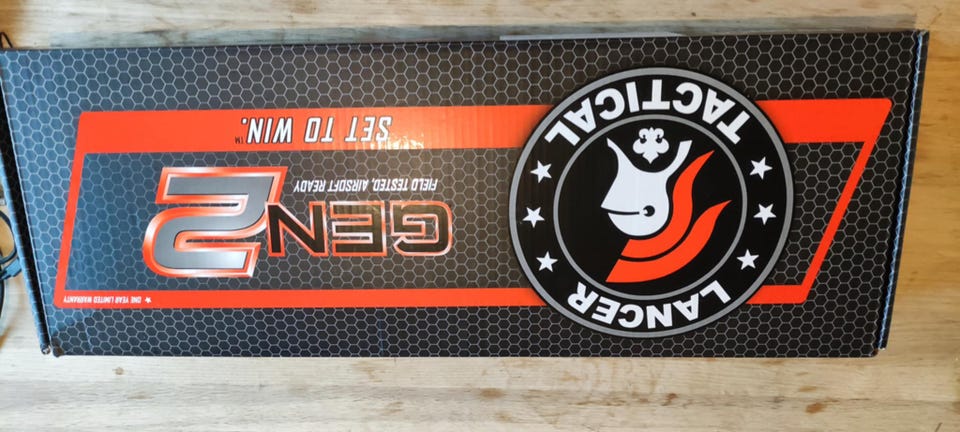 LANCER
TACTICAL
★ ONE YEAR LIMITED WARRANTY
GEN2
FIELD TESTED, AIRSOFT READY
SET TO WIN.™